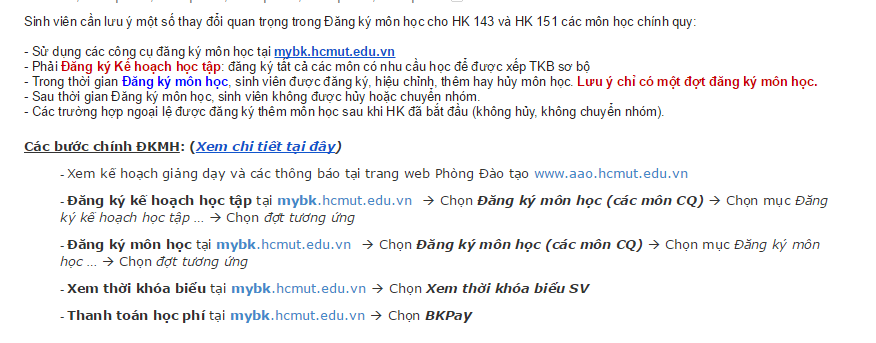 Sinh viên cần lưu ý một số thay đổi quan trọng trong Đăng ký môn học cho HK 143 và HK 151 các môn học chính quy:
- Sử dụng các công cụ đăng ký môn học tại mybk.hcmut.edu.vn
- Phải Đăng ký Kế hoạch học tập: đăng ký tất cả các môn có nhu cầu học để được xếp TKB sơ bộ
- Trong thời gian Đăng ký môn học, sinh viên được đăng ký, hiệu chỉnh, thêm hay hủy môn học. Lưu ý chỉ có một đợt đăng ký môn học.
- Sau thời gian Đăng ký môn học, sinh viên không được hủy hoặc chuyển nhóm.
- Các trường hợp ngoại lệ được đăng ký thêm môn học sau khi HK đã bắt đầu (không hủy, không chuyển nhóm).
Các bước chính ĐKMH: (Xem chi tiết tại đây)
- Xem kế hoạch giảng dạy và các thông báo tại trang web Phòng Đào tạo www.aao.hcmut.edu.vn
- Đăng ký kế hoạch học tập tại mybk.hcmut.edu.vn → Chọn Đăng ký môn học (các môn CQ) → Chọn mục Đăng
ký kế hoạch học tập ... → Chọn đợt tương ứng
- Đăng ký môn học tại mybk.hcmut.edu.vn → Chọn Đăng ký môn học (các môn CQ) → Chọn mục Đăng ký môn
học ... → Chọn đợt tương ứng
- Xem thời khóa biểu tại mybk.hcmut.edu.vn → Chọn Xem thời khóa biểu SV
- Thanh toán học phí tại mybk.hcmut.edu.vn → Chọn BKPay